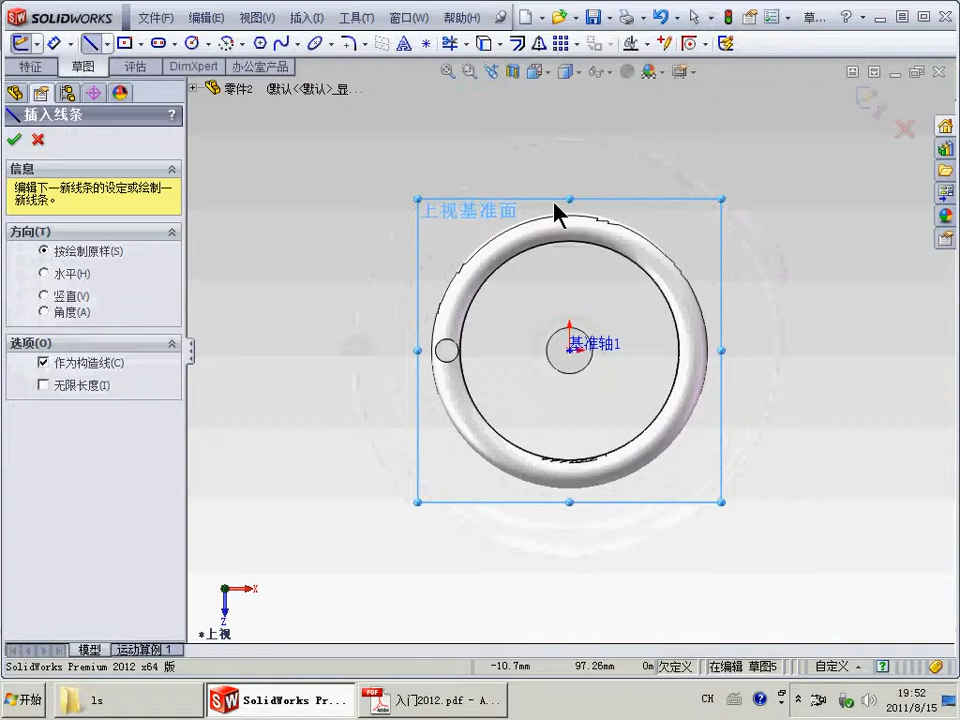 SOLIDWORKS 文件(F) 编辑(E) 视图(V) 插入(I) 工具(T) 窗口(W) 帮助(H) 草...
特征 草图 评估 DimXpert 办公室产品
零件2 (默认<<默认>_显...
插入线条 ?
信息
编辑下一新线条的设定或绘制一
新线条。
方向(T)
按绘制原样(S)
水平(H)
竖直(V)
角度(A)
选项(O)
作为构造线(C)
无限长度(I)
上视基准面
基准轴1
X
Z
*上视
模型 运动算例 1
SolidWorks Premium 2012 x64 版 -10.7mm 97.26mm 0m 欠定义 在编辑 草图5 自定义 ?
开始 ls SolidWorks Pr... 入门2012.pdf - A... CH 19:52
2011/8/15